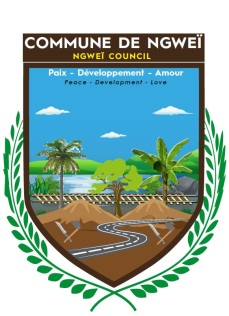 COMMUNE DE NGWEÏ
NGWEÏ COUNCIL
Paix - Développement - Amour
Peace - Development - Love